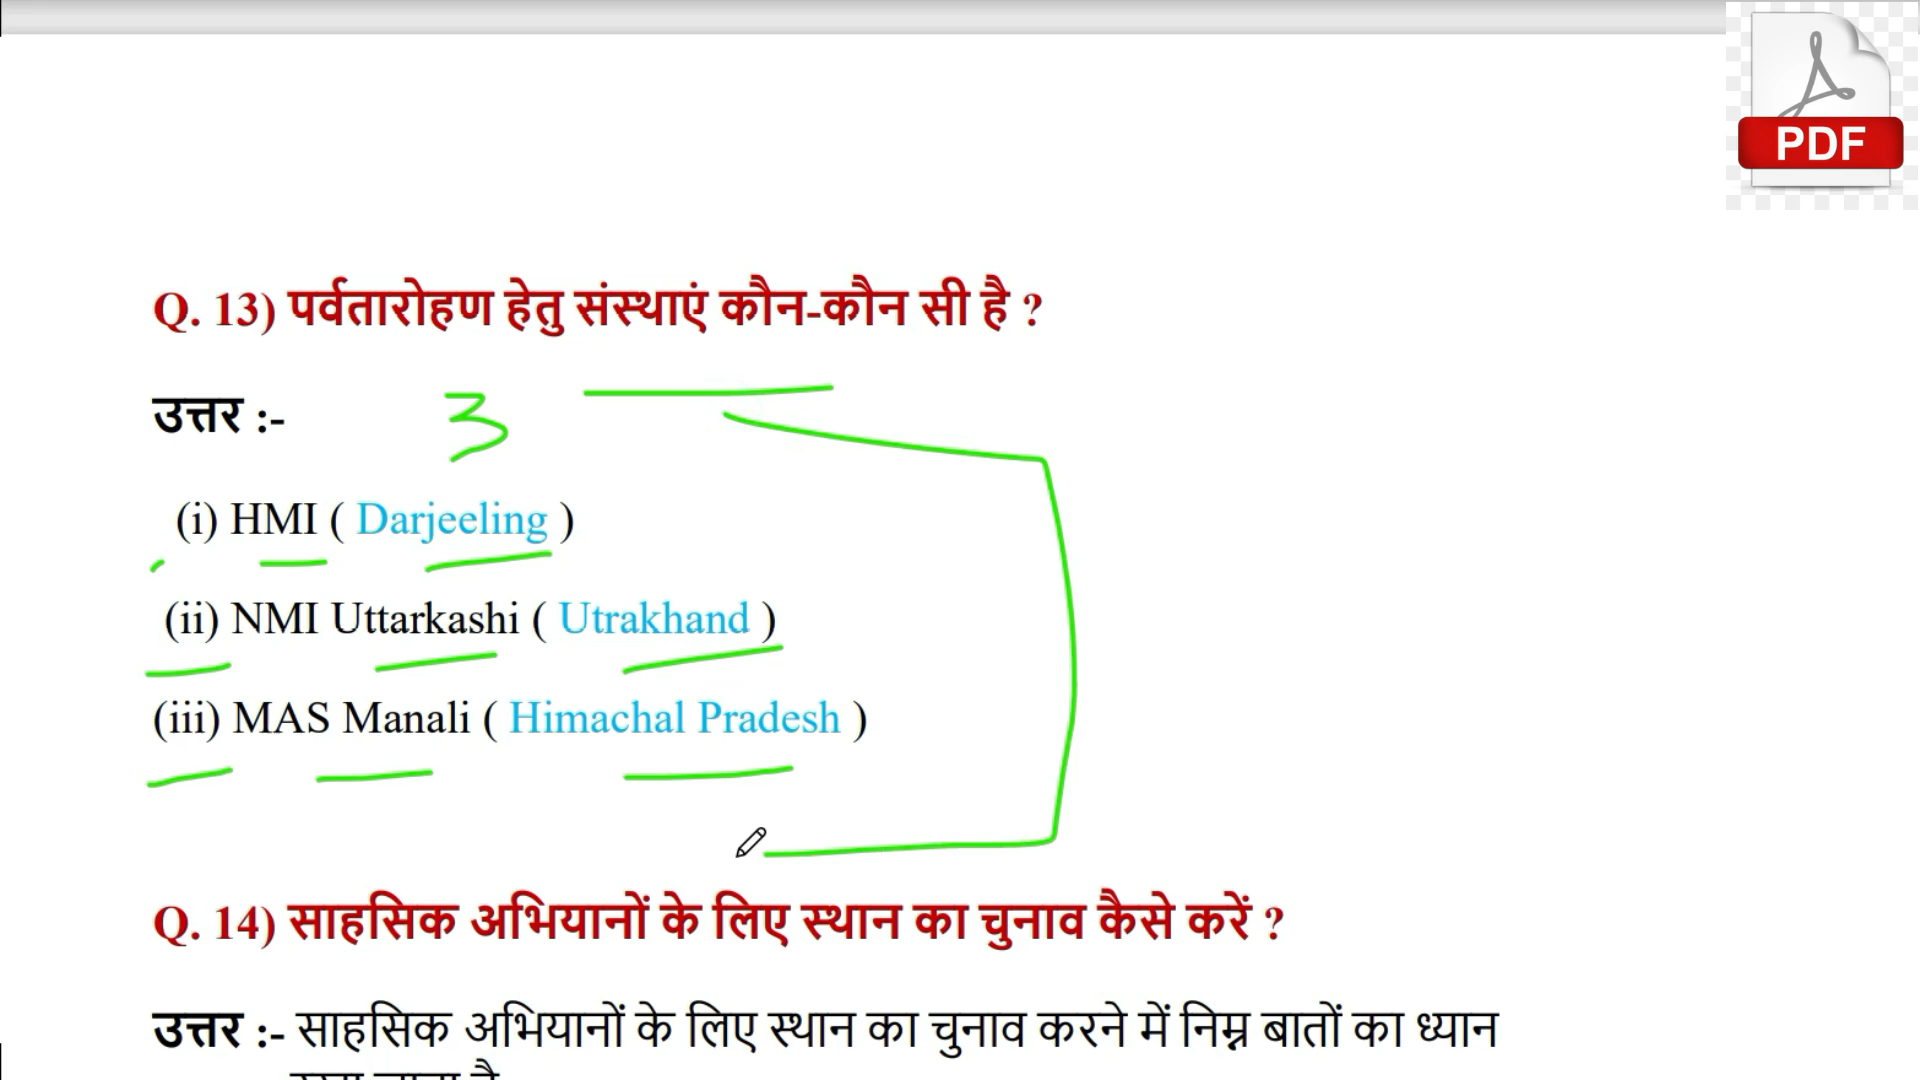 PDF
Q. 13) पर्वतारोहण हेतु संस्थाएं कौन-कौन सी है ?
उत्तर :-
3
(i) HMI ( Darjeeling )
(ii) NMI Uttarkashi ( Utrakhand )
(iii) MAS Manali ( Himachal Pradesh )
Q. 14) साहसिक अभियानों के लिए स्थान का चुनाव कैसे करें ?
उत्तर :- साहसिक अभियानों के लिए स्थान का चुनाव करने में निम्न बातों का ध्यान